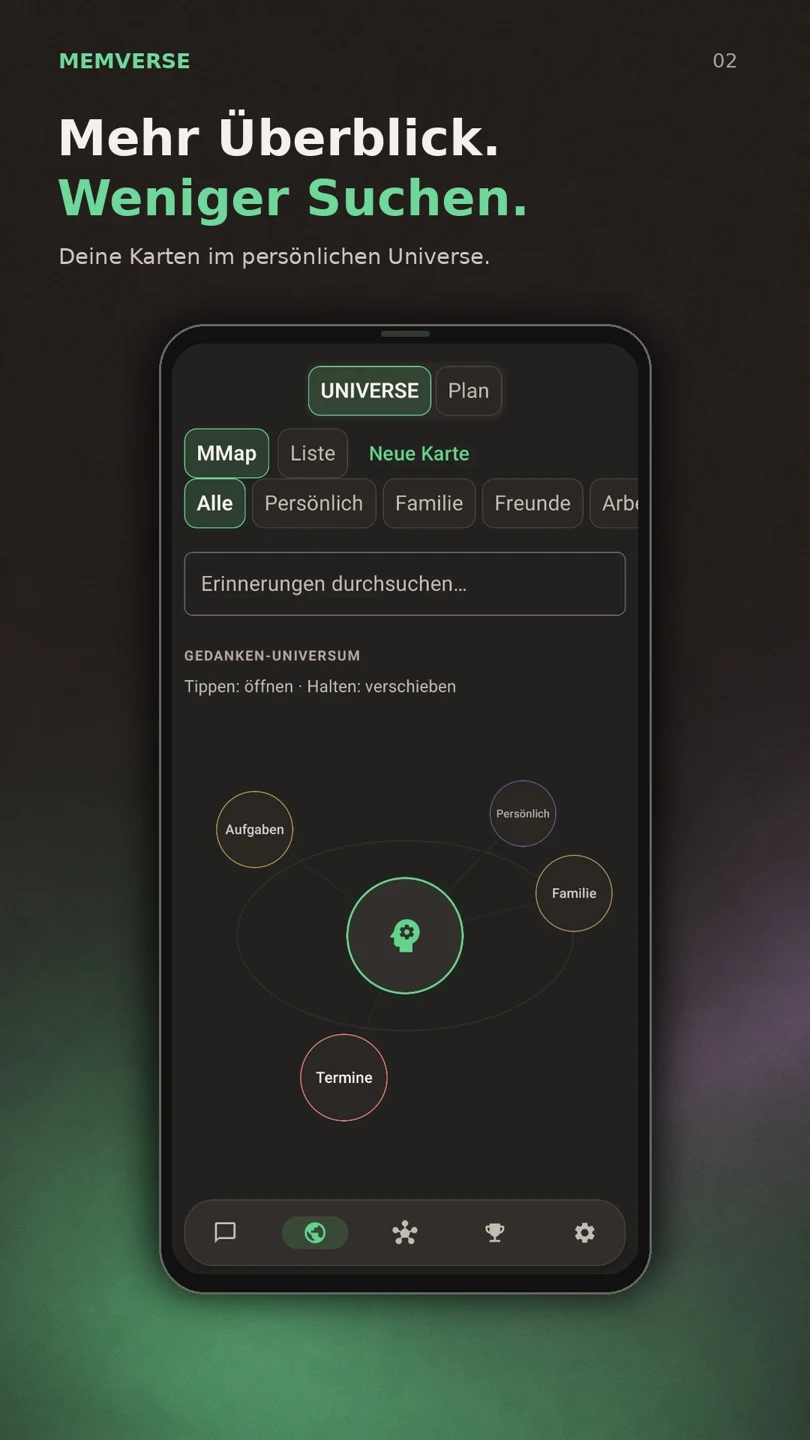 MEMVERSE
02
Mehr Überblick.
Weniger Suchen.
Deine Karten im persönlichen Universe.
UNIVERSE Plan
MMap Liste Neue Karte
Alle Persönlich Familie Freunde Arbe
Erinnerungen durchsuchen…
GEDANKEN-UNIVERSUM
Tippen: öffnen · Halten: verschieben
Persönlich
Aufgaben
Familie
Termine